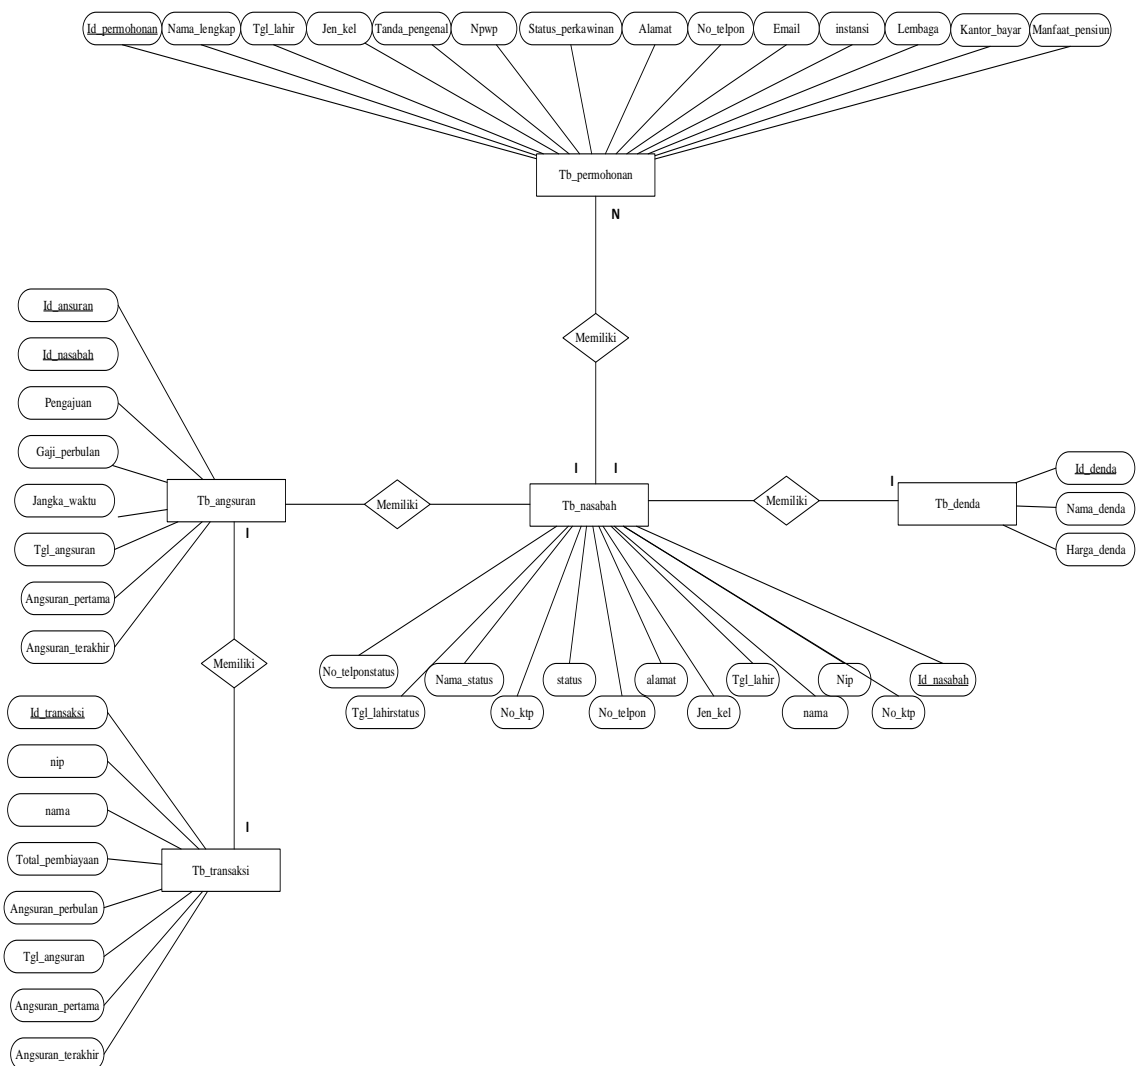 Id_permohonan
Nama_lengkap
Tgl_lahir
Jen_kel
Tanda_pengenal
Npwp
Status_perkawinan
Alamat
No_telpon
Email
instansi
Lembaga
Kantor_bayar
Manfaat_pensiun
Tb_permohonan
N
Memiliki
Id_ansuran
Id_nasabah
Pengajuan
Gaji_perbulan
Jangka_waktu
Tgl_angsuran
Angsuran_pertama
Angsuran_terakhir
Tb_angsuran
I
Memiliki
I
I
Tb_nasabah
Memiliki
I
Tb_denda
Id_denda
Nama_denda
Harga_denda
Memiliki
No_telponstatus
Tgl_lahirstatus
Nama_status
No_ktp
status
No_telpon
alamat
Jen_kel
Tgl_lahir
nama
Nip
No_ktp
Id_nasabah
I
Tb_transaksi
Id_transaksi
nip
nama
Total_pembiayaan
Angsuran_perbulan
Tgl_angsuran
Angsuran_pertama
Angsuran_terakhir